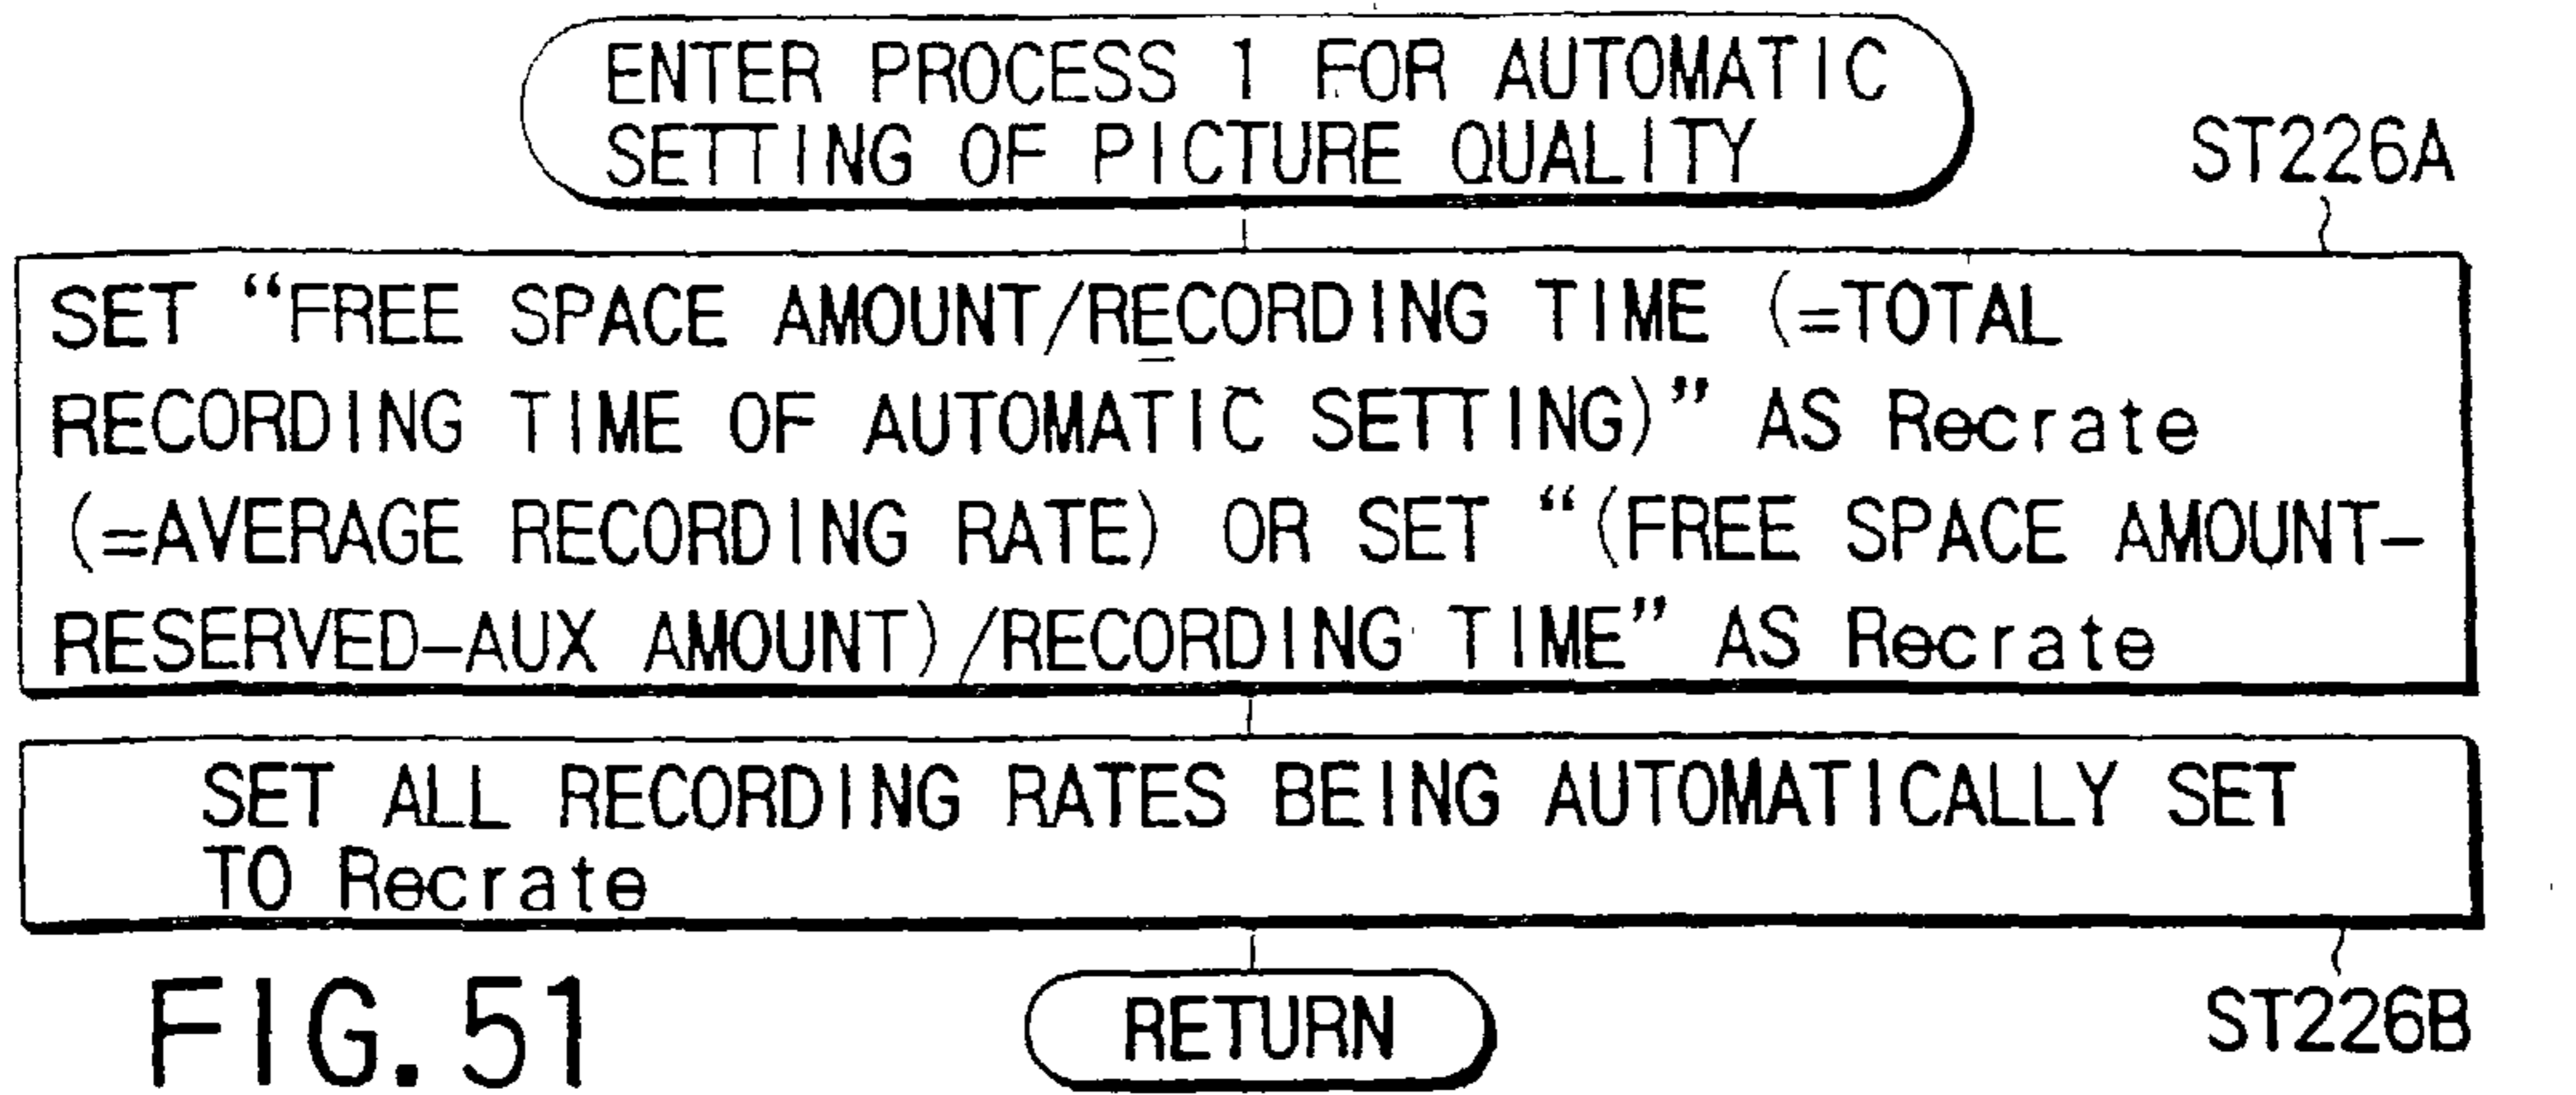 ENTER PROCESS 1 FOR AUTOMATIC
SETTING OF PICTURE QUALITY
ST226A
SET “FREE SPACE AMOUNT/RECORDING TIME (=TOTAL
RECORDING TIME OF AUTOMATIC SETTING)” AS Recrate
(=AVERAGE RECORDING RATE) OR SET “(FREE SPACE AMOUNT-
RESERVED-AUX AMOUNT)/RECORDING TIME” AS Recrate
SET ALL RECORDING RATES BEING AUTOMATICALLY SET
TO Recrate
ST226B
RETURN
FIG.51